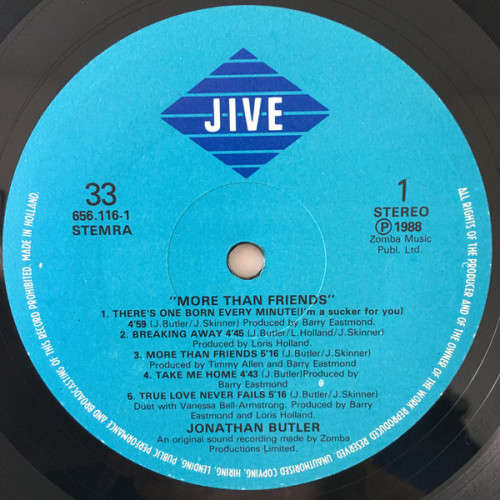 JIVE
33
656.116-1
STEMRA
1
STEREO
Ⓟ 1988
Zomba Music
Publ. Ltd.
"MORE THAN FRIENDS"
1. THERE'S ONE BORN EVERY MINUTE(I'm a sucker for you)
4'59 (J.Butler/J.Skinner) Produced by Barry Eastmond.
2. BREAKING AWAY 4'45 (J.Butler/L.Holland/J.Skinner)
Produced by Loris Holland.
3. MORE THAN FRIENDS 5'16 (J.Butler/J.Skinner)
Produced by Timmy Allen and Barry Eastmond
4. TAKE ME HOME 4'43 (J.Butler)Produced by
Barry Eastmond
5. TRUE LOVE NEVER FAILS 5'16 (J.Butler/J.Skinner)
Duet with Vanessa Bell-Armstrong. Produced by Barry
Eastmond and Loris Holland.
JONATHAN BUTLER
An original sound recording made by Zomba
Productions Limited.
ALL RIGHTS OF THE PRODUCER AND OF THE OWNER OF THE WORK REPRODUCED RESERVED. UNAUTHORISED COPYING, HIRING, LENDING, PUBLIC PERFORMANCE AND BROADCASTING OF THIS RECORD PROHIBITED. MADE IN HOLLAND.